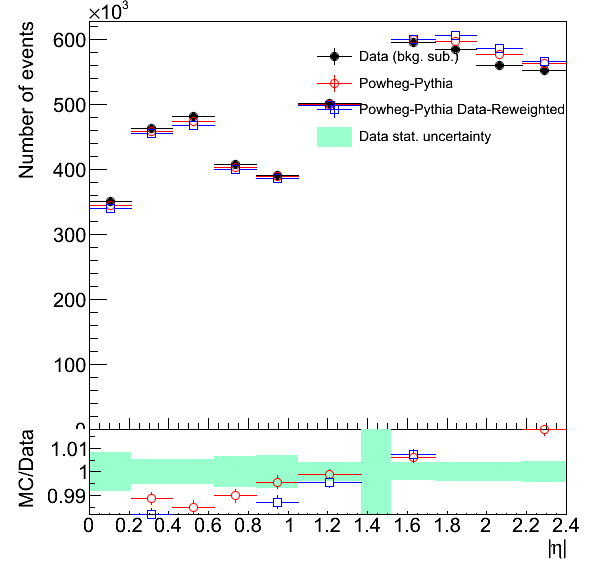 ×10³
Number of events
600
500
400
300
200
100
0
Data (bkg. sub.)
Powheg-Pythia
Powheg-Pythia Data-Reweighted
Data stat. uncertainty
MC/Data
1.01
1
0.99
0 0.2 0.4 0.6 0.8 1 1.2 1.4 1.6 1.8 2 2.2 2.4
|η|